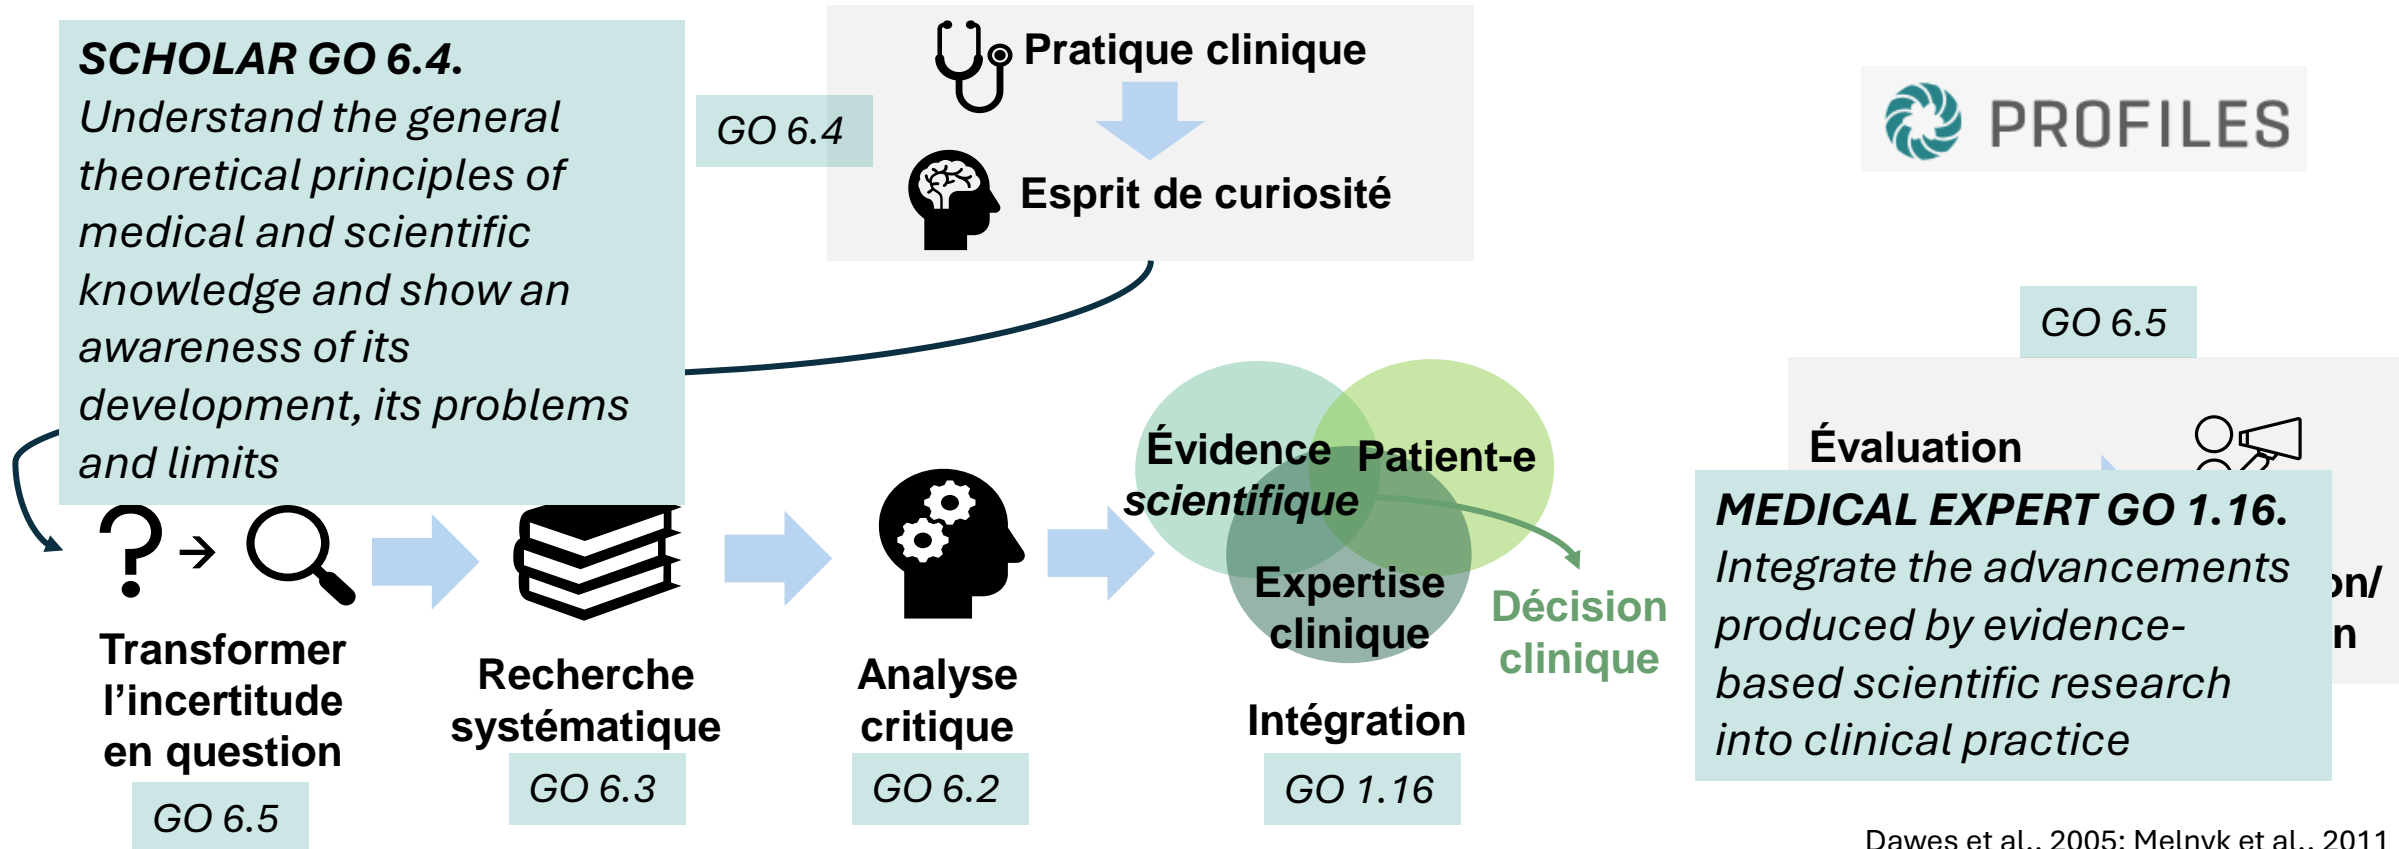 SCHOLAR GO 6.4.
Understand the general
theoretical principles of
medical and scientific
knowledge and show an
awareness of its
development, its problems
and limits
GO 6.4
Pratique clinique
Esprit de curiosité
PROFILES
GO 6.5
Évaluation
Évidence
scientifique
Patient-e
Expertise
clinique
Décision
clinique
MEDICAL EXPERT GO 1.16.
Integrate the advancements
produced by evidence-
based scientific research
into clinical practice
on/
n
Transformer
l’incertitude
en question
GO 6.5
Recherche
systématique
GO 6.3
Analyse
critique
GO 6.2
Intégration
GO 1.16
Dawes et al., 2005; Melnyk et al., 2011